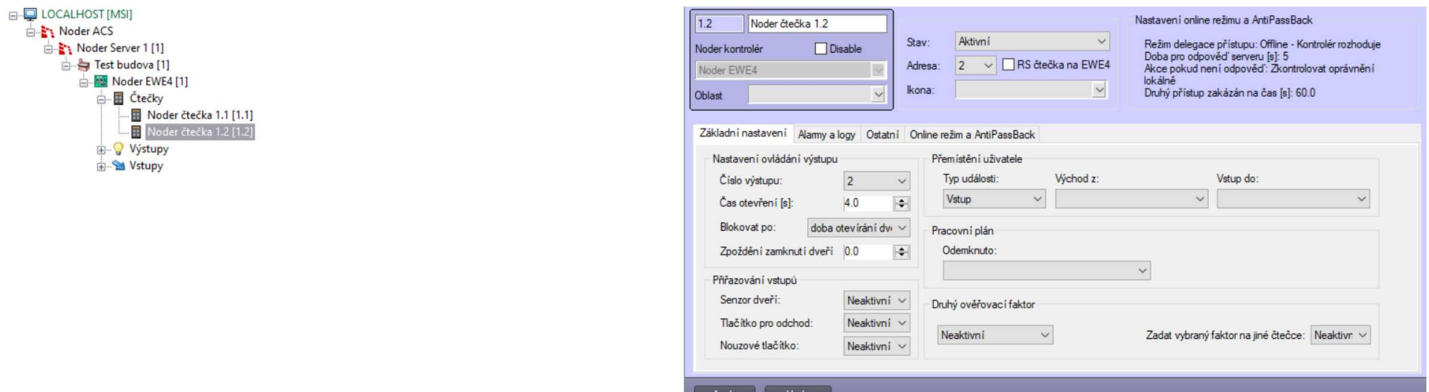 LOCALHOST [MSI]
Noder ACS
Noder Server 1 [1]
Test budova [1]
Noder EWE4 [1]
Čtečky
Noder čtečka 1.1 [1.1]
Noder čtečka 1.2 [1.2]
Výstupy
Vstupy
1.2 Noder čtečka 1.2
Noder kontrolér Disable
Noder EWE4
Oblast
Stav: Aktivní
Adresa: 2 RS čtečka na EWE4
Ikona:
Nastavení online režimu a AntiPassBack
Režim delegace přístupu: Offline - Kontrolér rozhoduje
Doba pro odpověď serveru [s]: 5
Akce pokud není odpověď: Zkontrolovat oprávnění
lokálně
Druhý přístup zakázán na čas [s]: 60.0
Základní nastavení Alarmy a logy Ostatní Online režim a AntiPassBack
Nastavení ovládání výstupu
Číslo výstupu: 2
Čas otevření [s]: 4.0
Blokovat po: doba otevírání dv
Zpoždění zamknutí dveří 0.0
Přiřazování vstupů
Senzor dveří: Neaktivní
Tlačítko pro odchod: Neaktivní
Nouzové tlačítko: Neaktivní
Přemístění uživatele
Typ události: Východ z: Vstup do:
Vstup
Pracovní plán
Odemknuto:
Druhý ověřovací faktor
Neaktivní Zadat vybraný faktor na jiné čtečce: Neaktivr